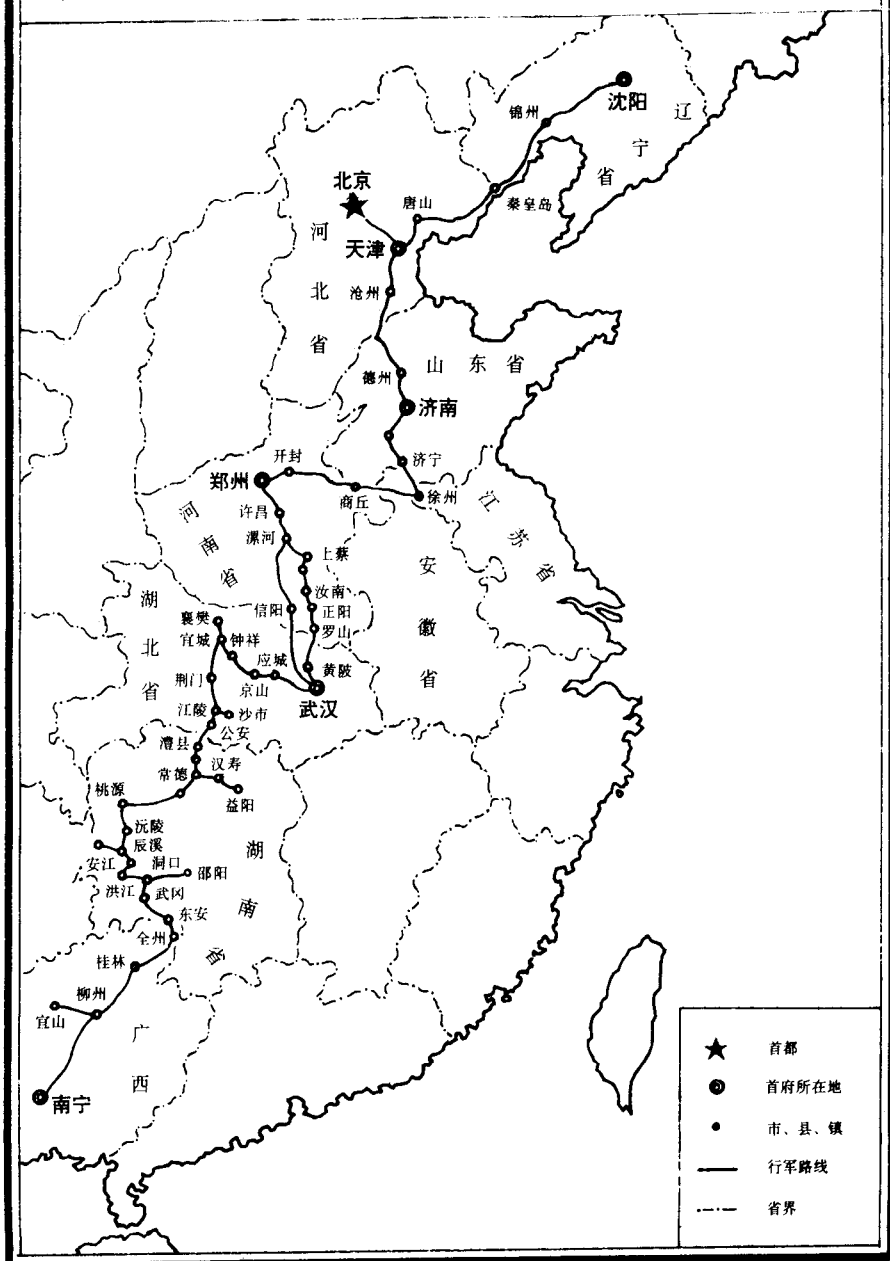 沈阳
辽宁省
锦州
秦皇岛
北京
唐山
天津
河北省
沧州
山东省
德州
济南
济宁
开封
郑州
商丘
徐州
江苏省
许昌
河南省
漯河
上蔡
安徽省
汝南
信阳
正阳
湖北省
襄樊
罗山
宜城
钟祥
应城
黄陂
荆门
京山
武汉
江陵
沙市
公安
澧县
汉寿
常德
益阳
桃源
沅陵
辰溪
湖南省
安江
洞口
邵阳
洪江
武冈
东安
全州
桂林
柳州
宜山
广西
南宁
首都
首府所在地
市、县、镇
行军路线
省界